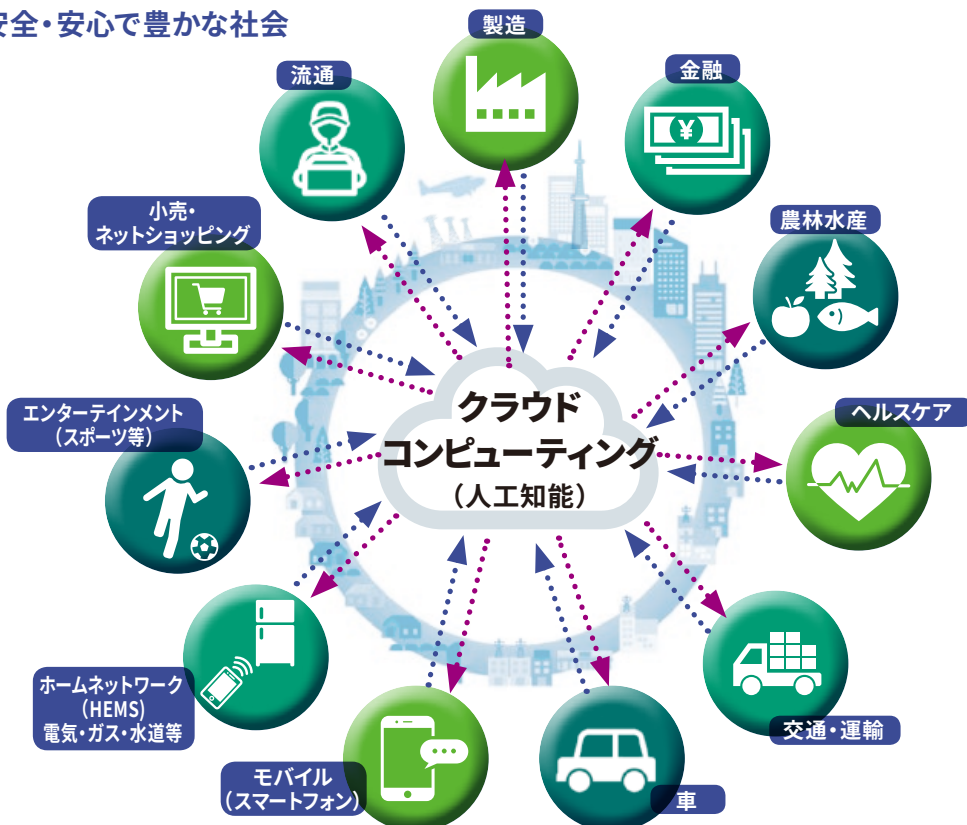 安全・安心で豊かな社会
製造
流通
金融
小売・
ネットショッピング
農林水産
エンターテインメント
(スポーツ等)
クラウド
コンピューティング
(人工知能)
ヘルスケア
ホームネットワーク
(HEMS)
電気・ガス・水道等
交通・運輸
モバイル
(スマートフォン)
車
¥